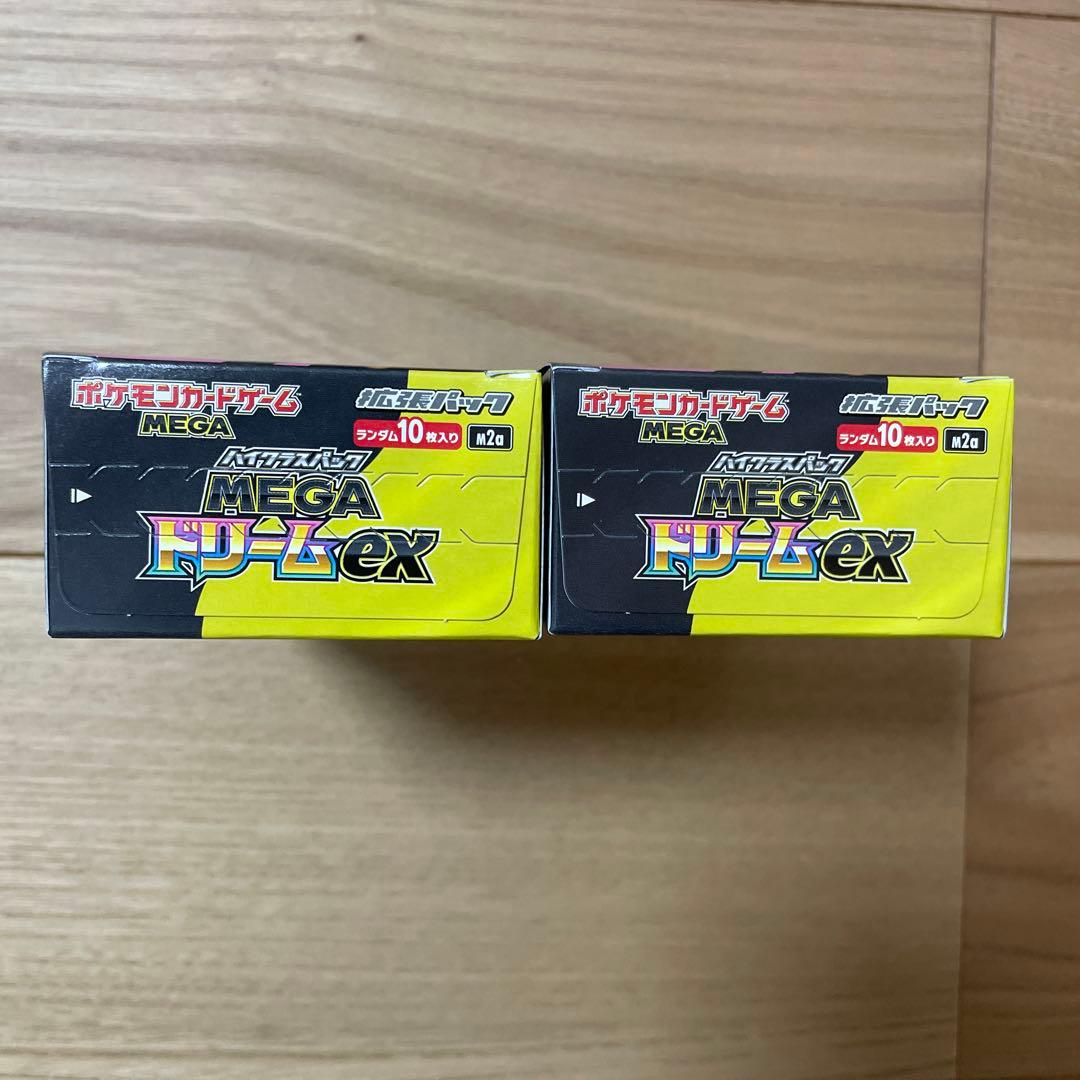 ポケモンカードゲーム
MEGA
拡張パック
ランダム10枚入り
M2a
ハイクラスパック
MEGA
ドリームex
ポケモンカードゲーム
MEGA
拡張パック
ランダム10枚入り
M2a
ハイクラスパック
MEGA
ドリームex